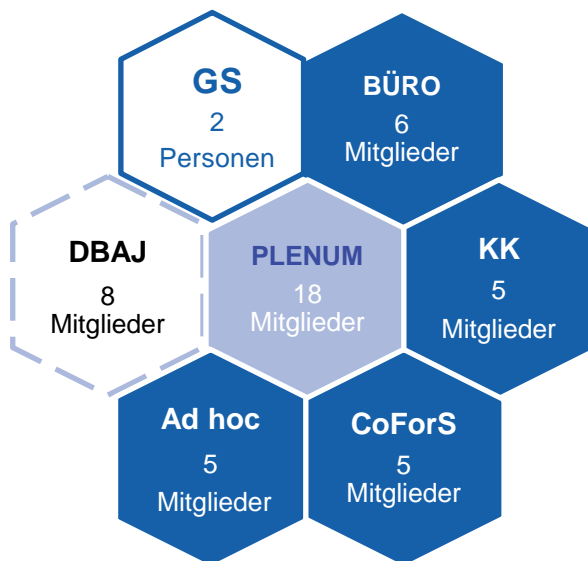 GS
2
Personen
BÜRO
6
Mitglieder
DBAJ
8
Mitglieder
PLENUM
18
Mitglieder
KK
5
Mitglieder
Ad hoc
5
Mitglieder
CoForS
5
Mitglieder